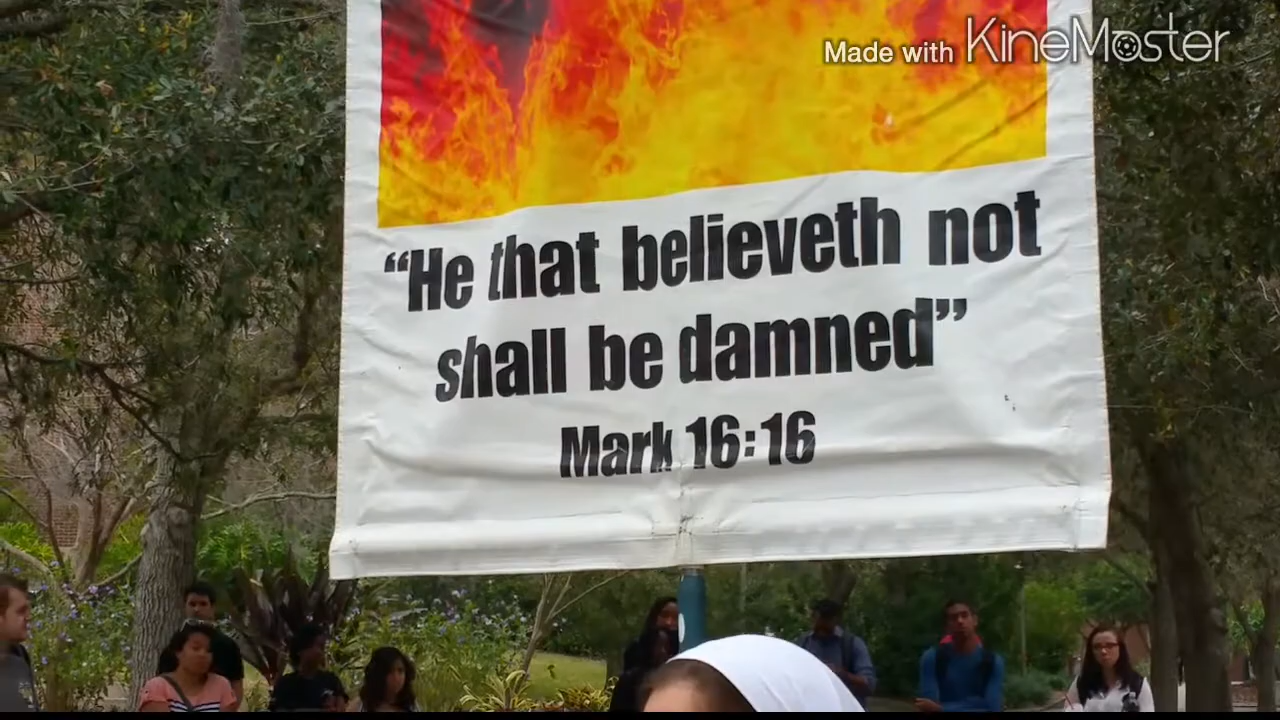 Made with KineMaster
“He that believeth not
shall be damned”
Mark 16:16